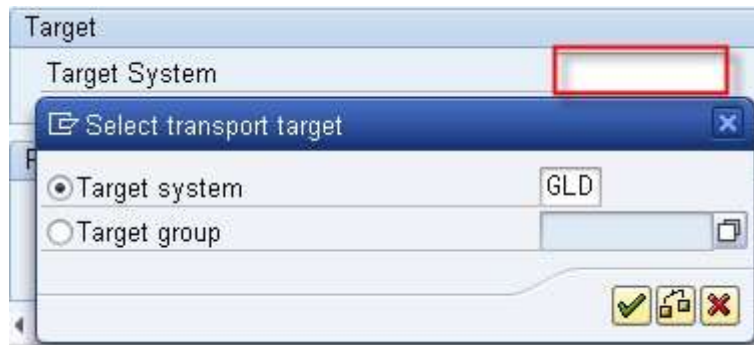 Target
Target System
Select transport target
Target system GLD
Target group